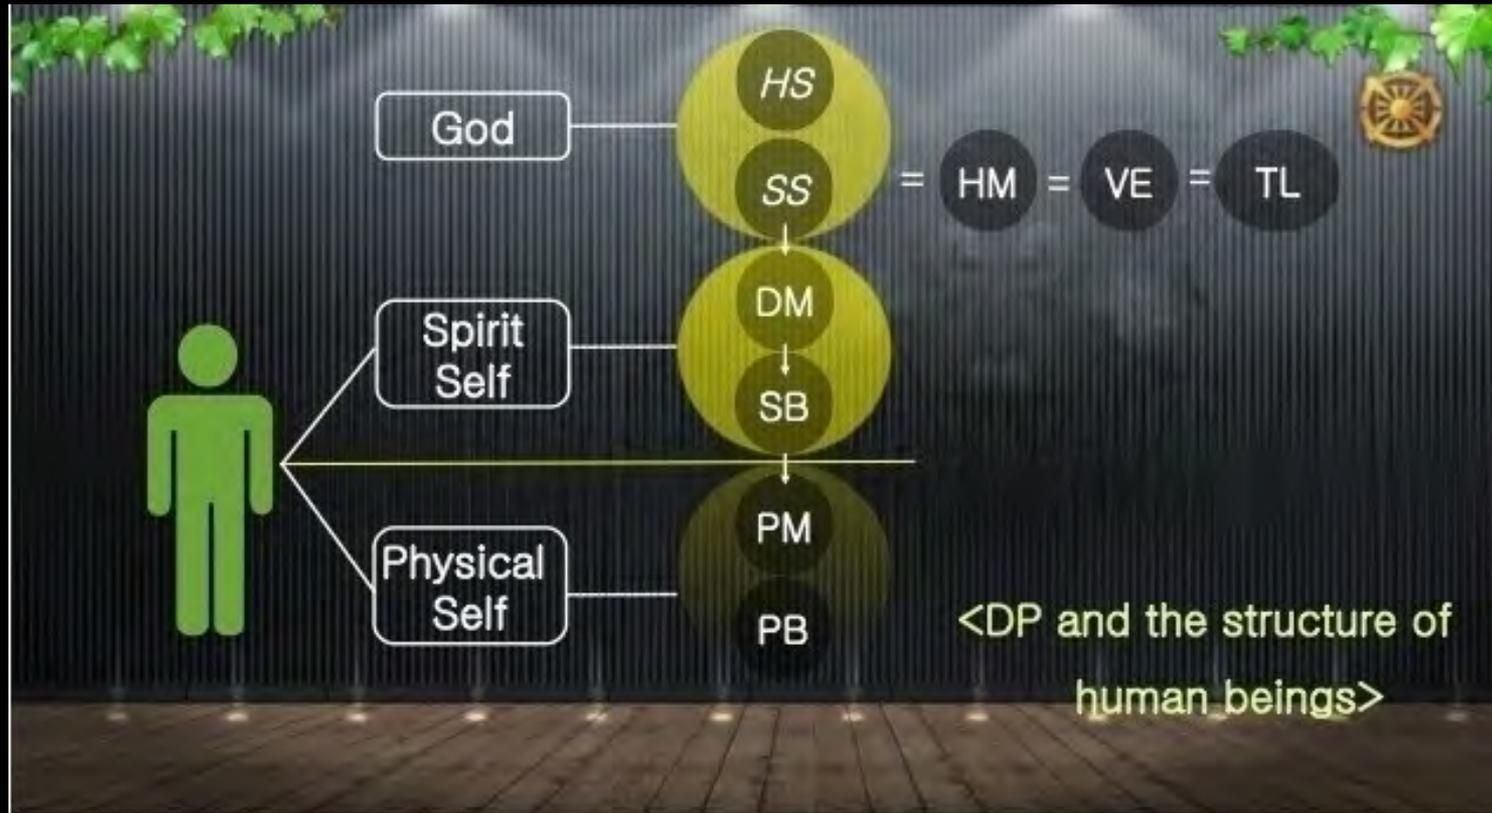 HS
God
SS
= HM = VE = TL
DM
Spirit
Self
SB
PM
Physical
Self
PB
<DP and the structure of
human beings>